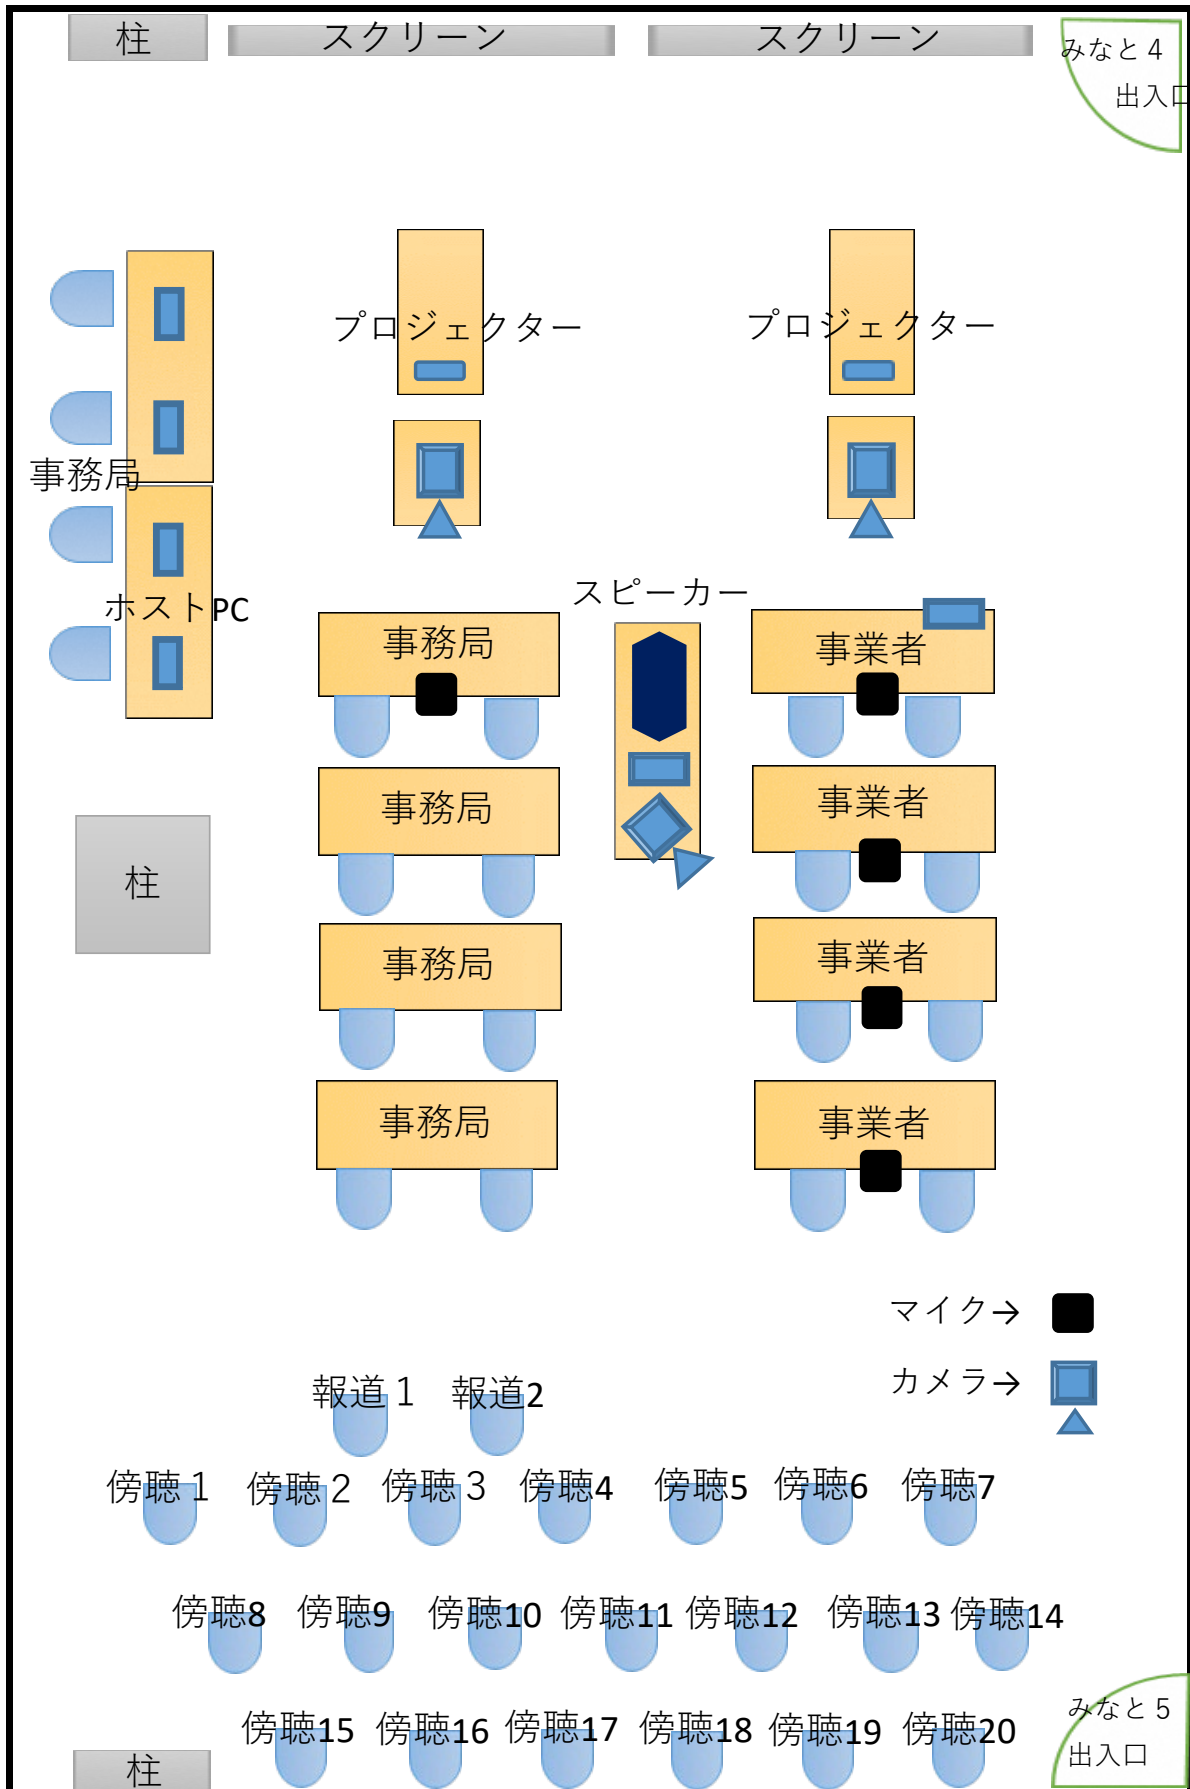 柱
スクリーン
スクリーン
みなと４
出入口
プロジェクター
プロジェクター
事務局
ホストPC
スピーカー
事務局
事業者
事務局
事業者
柱
事務局
事業者
事務局
事業者
マイク→
カメラ→
報道１
報道2
傍聴１
傍聴２
傍聴３
傍聴4
傍聴5
傍聴6
傍聴7
傍聴8
傍聴9
傍聴10
傍聴11
傍聴12
傍聴13
傍聴14
傍聴15
傍聴16
傍聴17
傍聴18
傍聴19
傍聴20
みなと５
出入口
柱